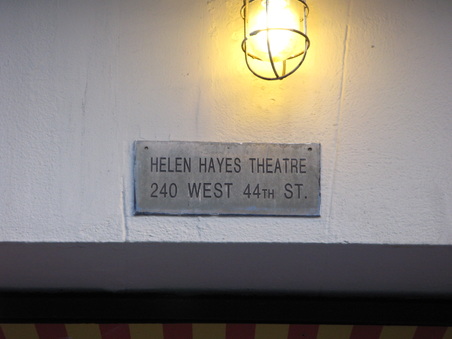 HELEN HAYES THEATRE
240 WEST 44TH ST.